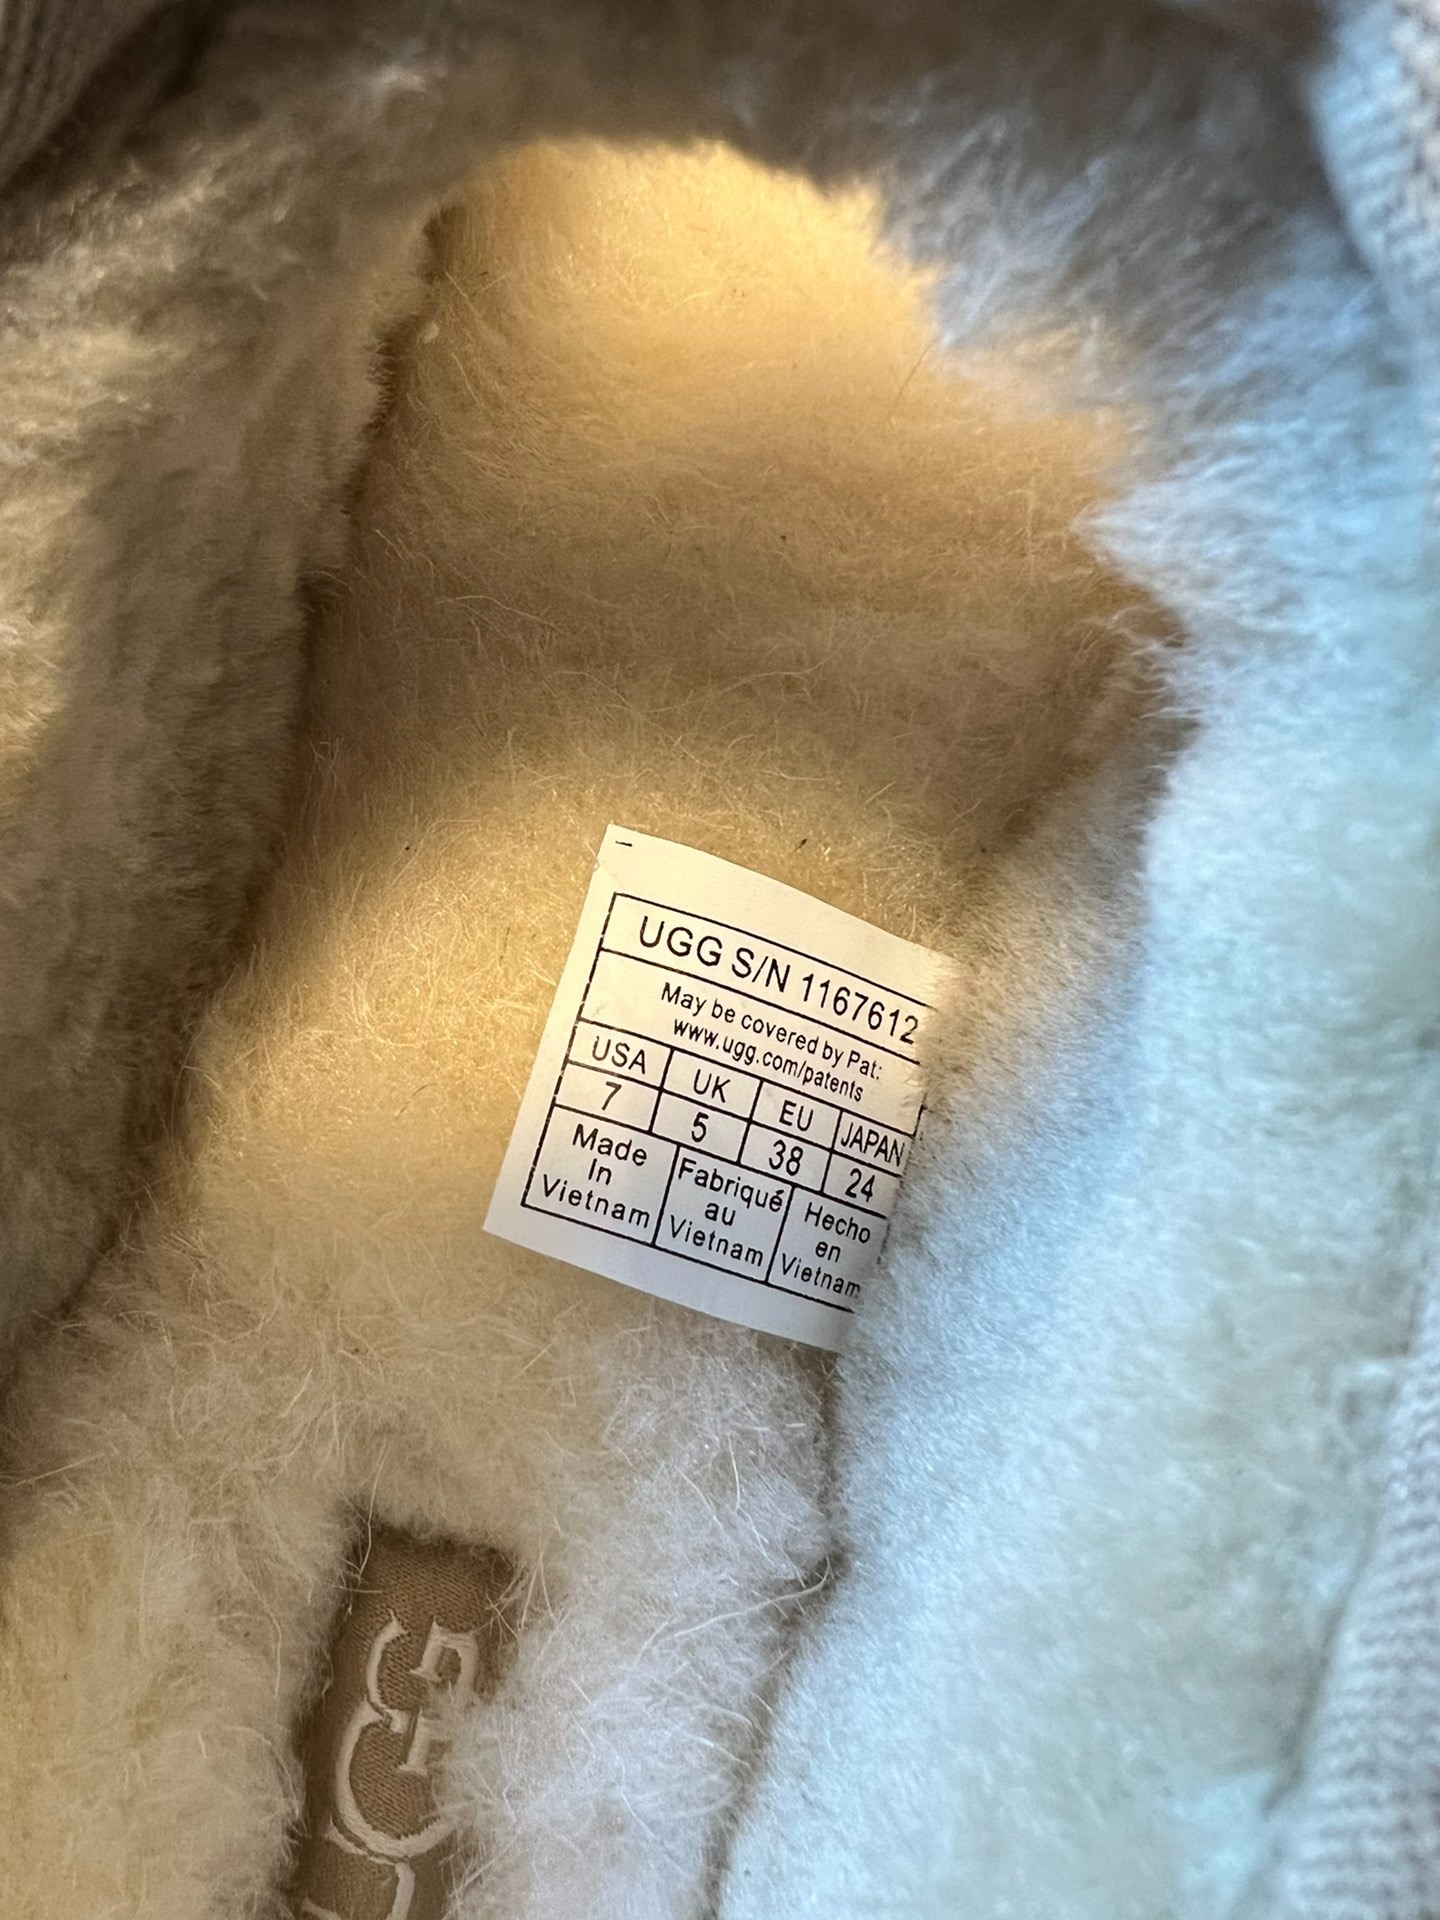 UGG S/N 1167612
May be covered by Pat:
www.ugg.com/patents
USA UK EU JAPAN
7 5 38 24
Made In Vietnam
Fabriqué au Vietnam
Hecho en Vietnam